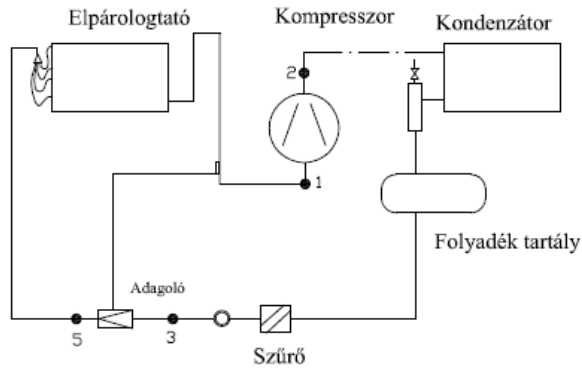 Elpárologtató
Kompresszor
Kondenzátor
2
1
Folyadék tartály
Adagoló
5
3
Szűrő